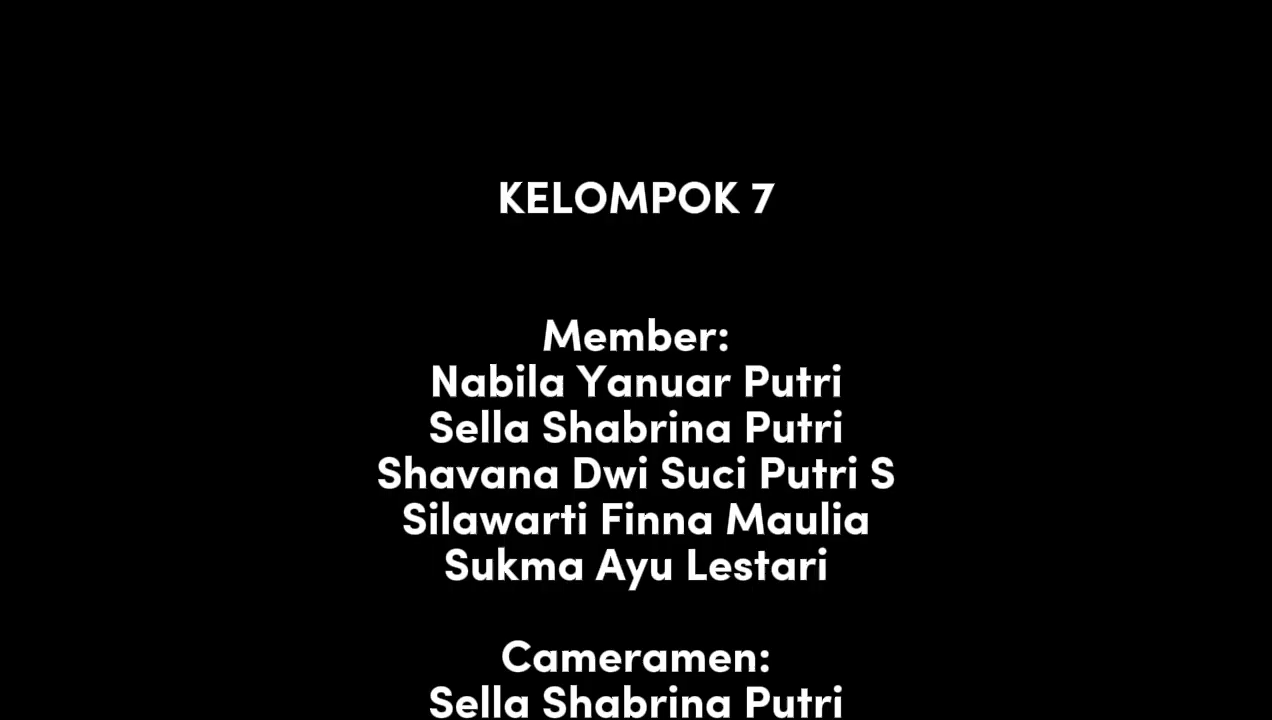 KELOMPOK 7
Member:
Nabila Yanuar Putri
Sella Shabrina Putri
Shavana Dwi Suci Putri S
Silawarti Finna Maulia
Sukma Ayu Lestari
Cameramen:
Sella Shabrina Putri